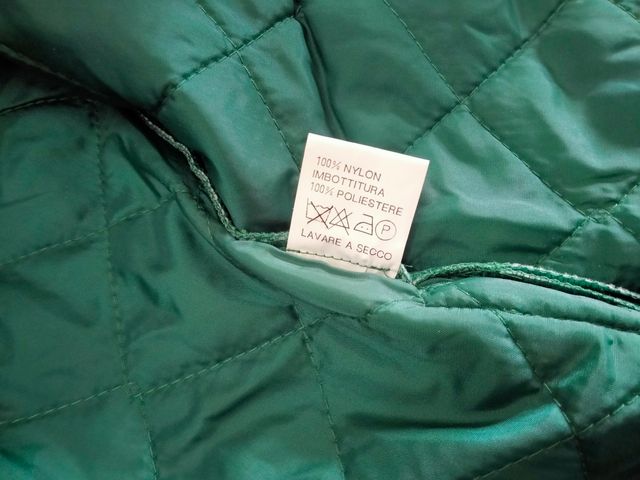 100% NYLON
IMBOTTITURA
100% POLIESTERE
P
LAVARE A SECCO